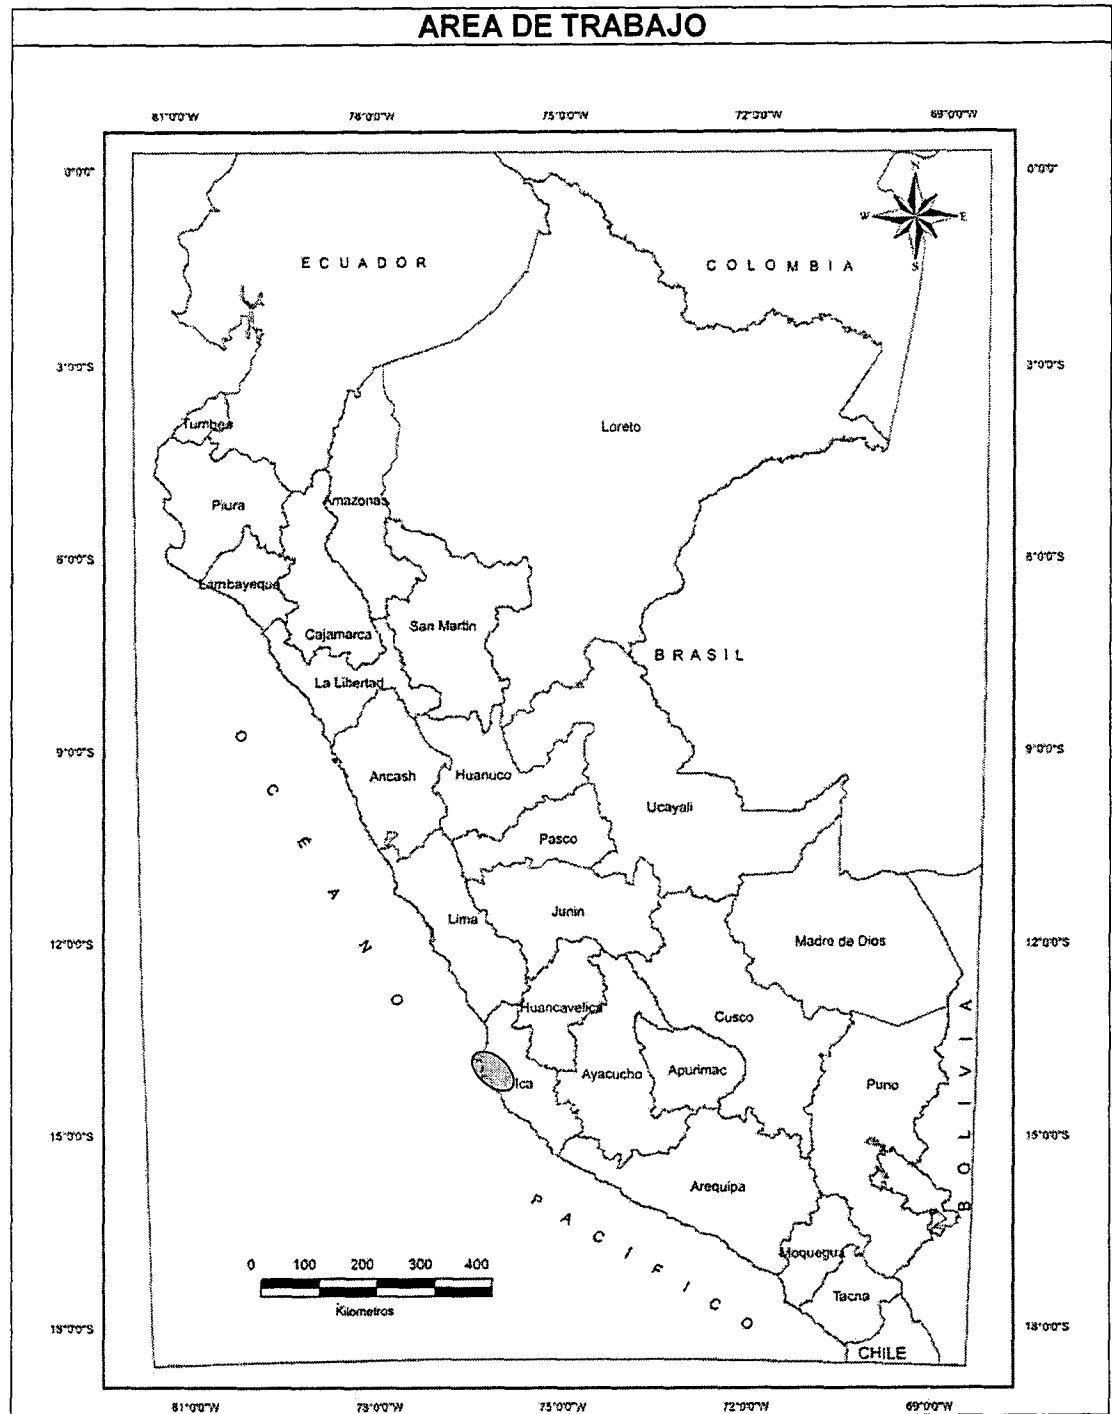 AREA DE TRABAJO
81°0'0"W 78°0'0"W 75°0'0"W 72°0'0"W 69°0'0"W
0°0'0" 0°0'0"
N
W E
S
ECUADOR
COLOMBIA
3°0'0"S 3°0'0"S
Tumbes
Loreto
Piura
Amazonas
6°0'0"S 6°0'0"S
Lambayeque
San Martin
Cajamarca
BRASIL
La Libertad
9°0'0"S 9°0'0"S
Ancash
Huanuco
Ucayali
Pasco
Junin
Lima
12°0'0"S 12°0'0"S
Madre de Dios
OCEANO
Huancavelica
Cusco
Ica
Ayacucho
Apurimac
Puno
BOLIVIA
15°0'0"S 15°0'0"S
Arequipa
PACIFICO
Moquegua
0 100 200 300 400
Kilometros
Tacna
18°0'0"S 18°0'0"S
CHILE
81°0'0"W 78°0'0"W 75°0'0"W 72°0'0"W 69°0'0"W